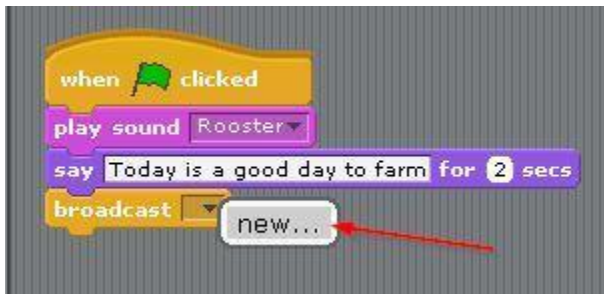 when clicked
play sound Rooster
say Today is a good day to farm for 2 secs
broadcast
new...